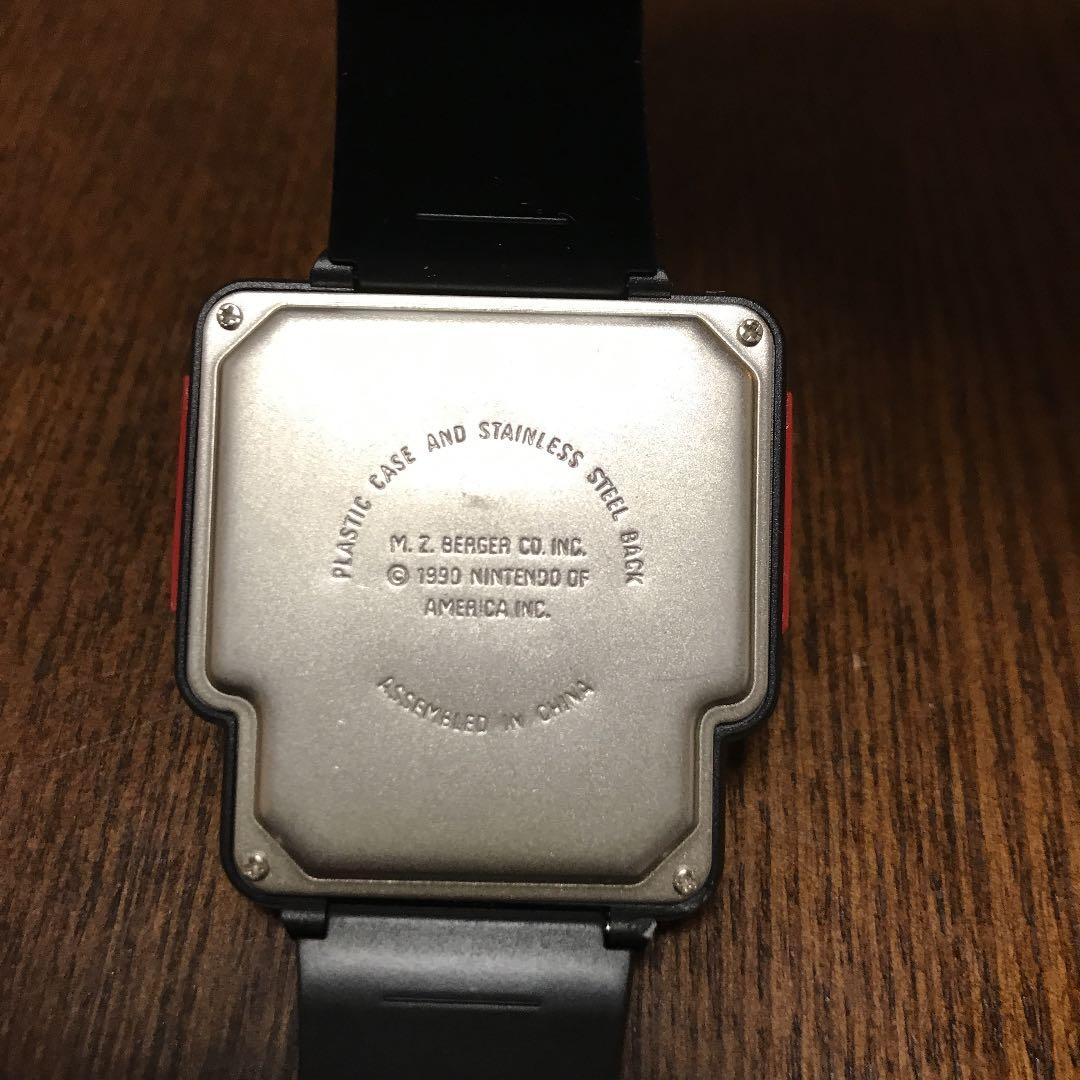 PLASTIC CASE AND STAINLESS STEEL BACK
M. Z. BERGER CO. INC.
© 1990 NINTENDO OF
AMERICA INC.
ASSEMBLED IN CHINA